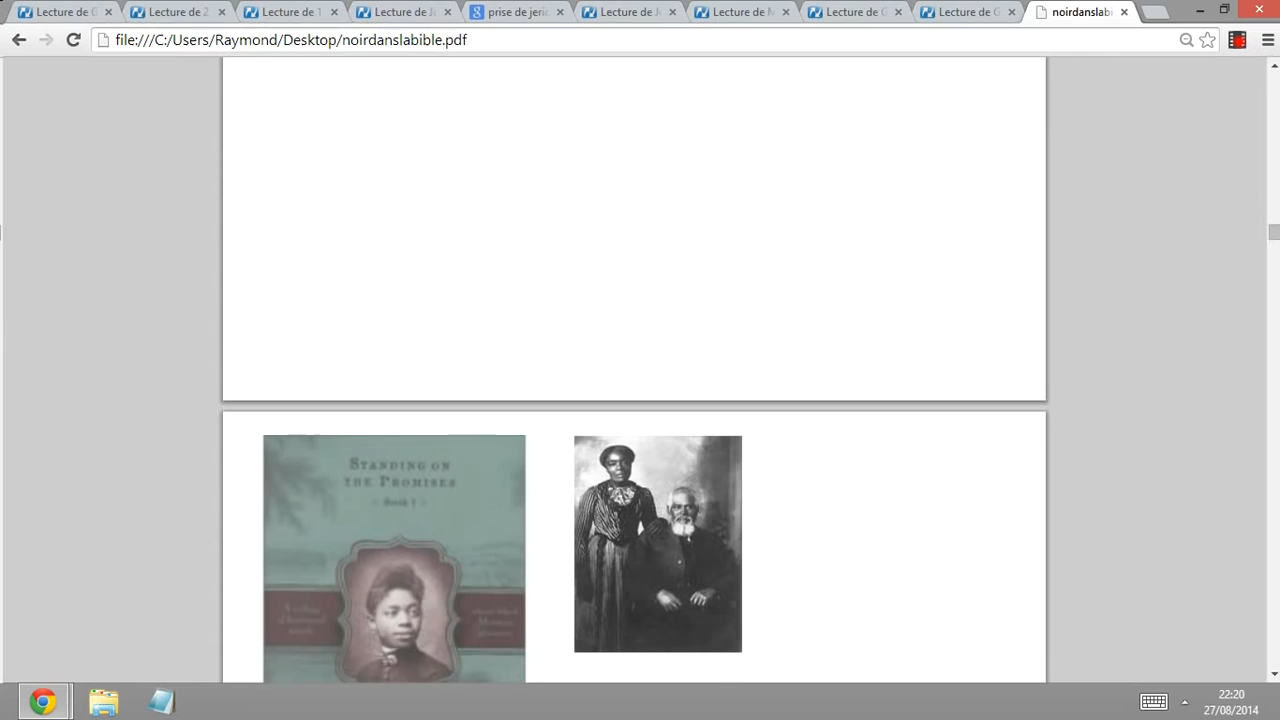 Lecture de G
Lecture de 2
Lecture de 1
Lecture de J
prise de jeric
Lecture de J
Lecture de M
Lecture de G
Lecture de G
noirdanslabi
file:///C:/Users/Raymond/Desktop/noirdanslabible.pdf
STANDING ON
THE PROMISES
Book 1
22:20
27/08/2014